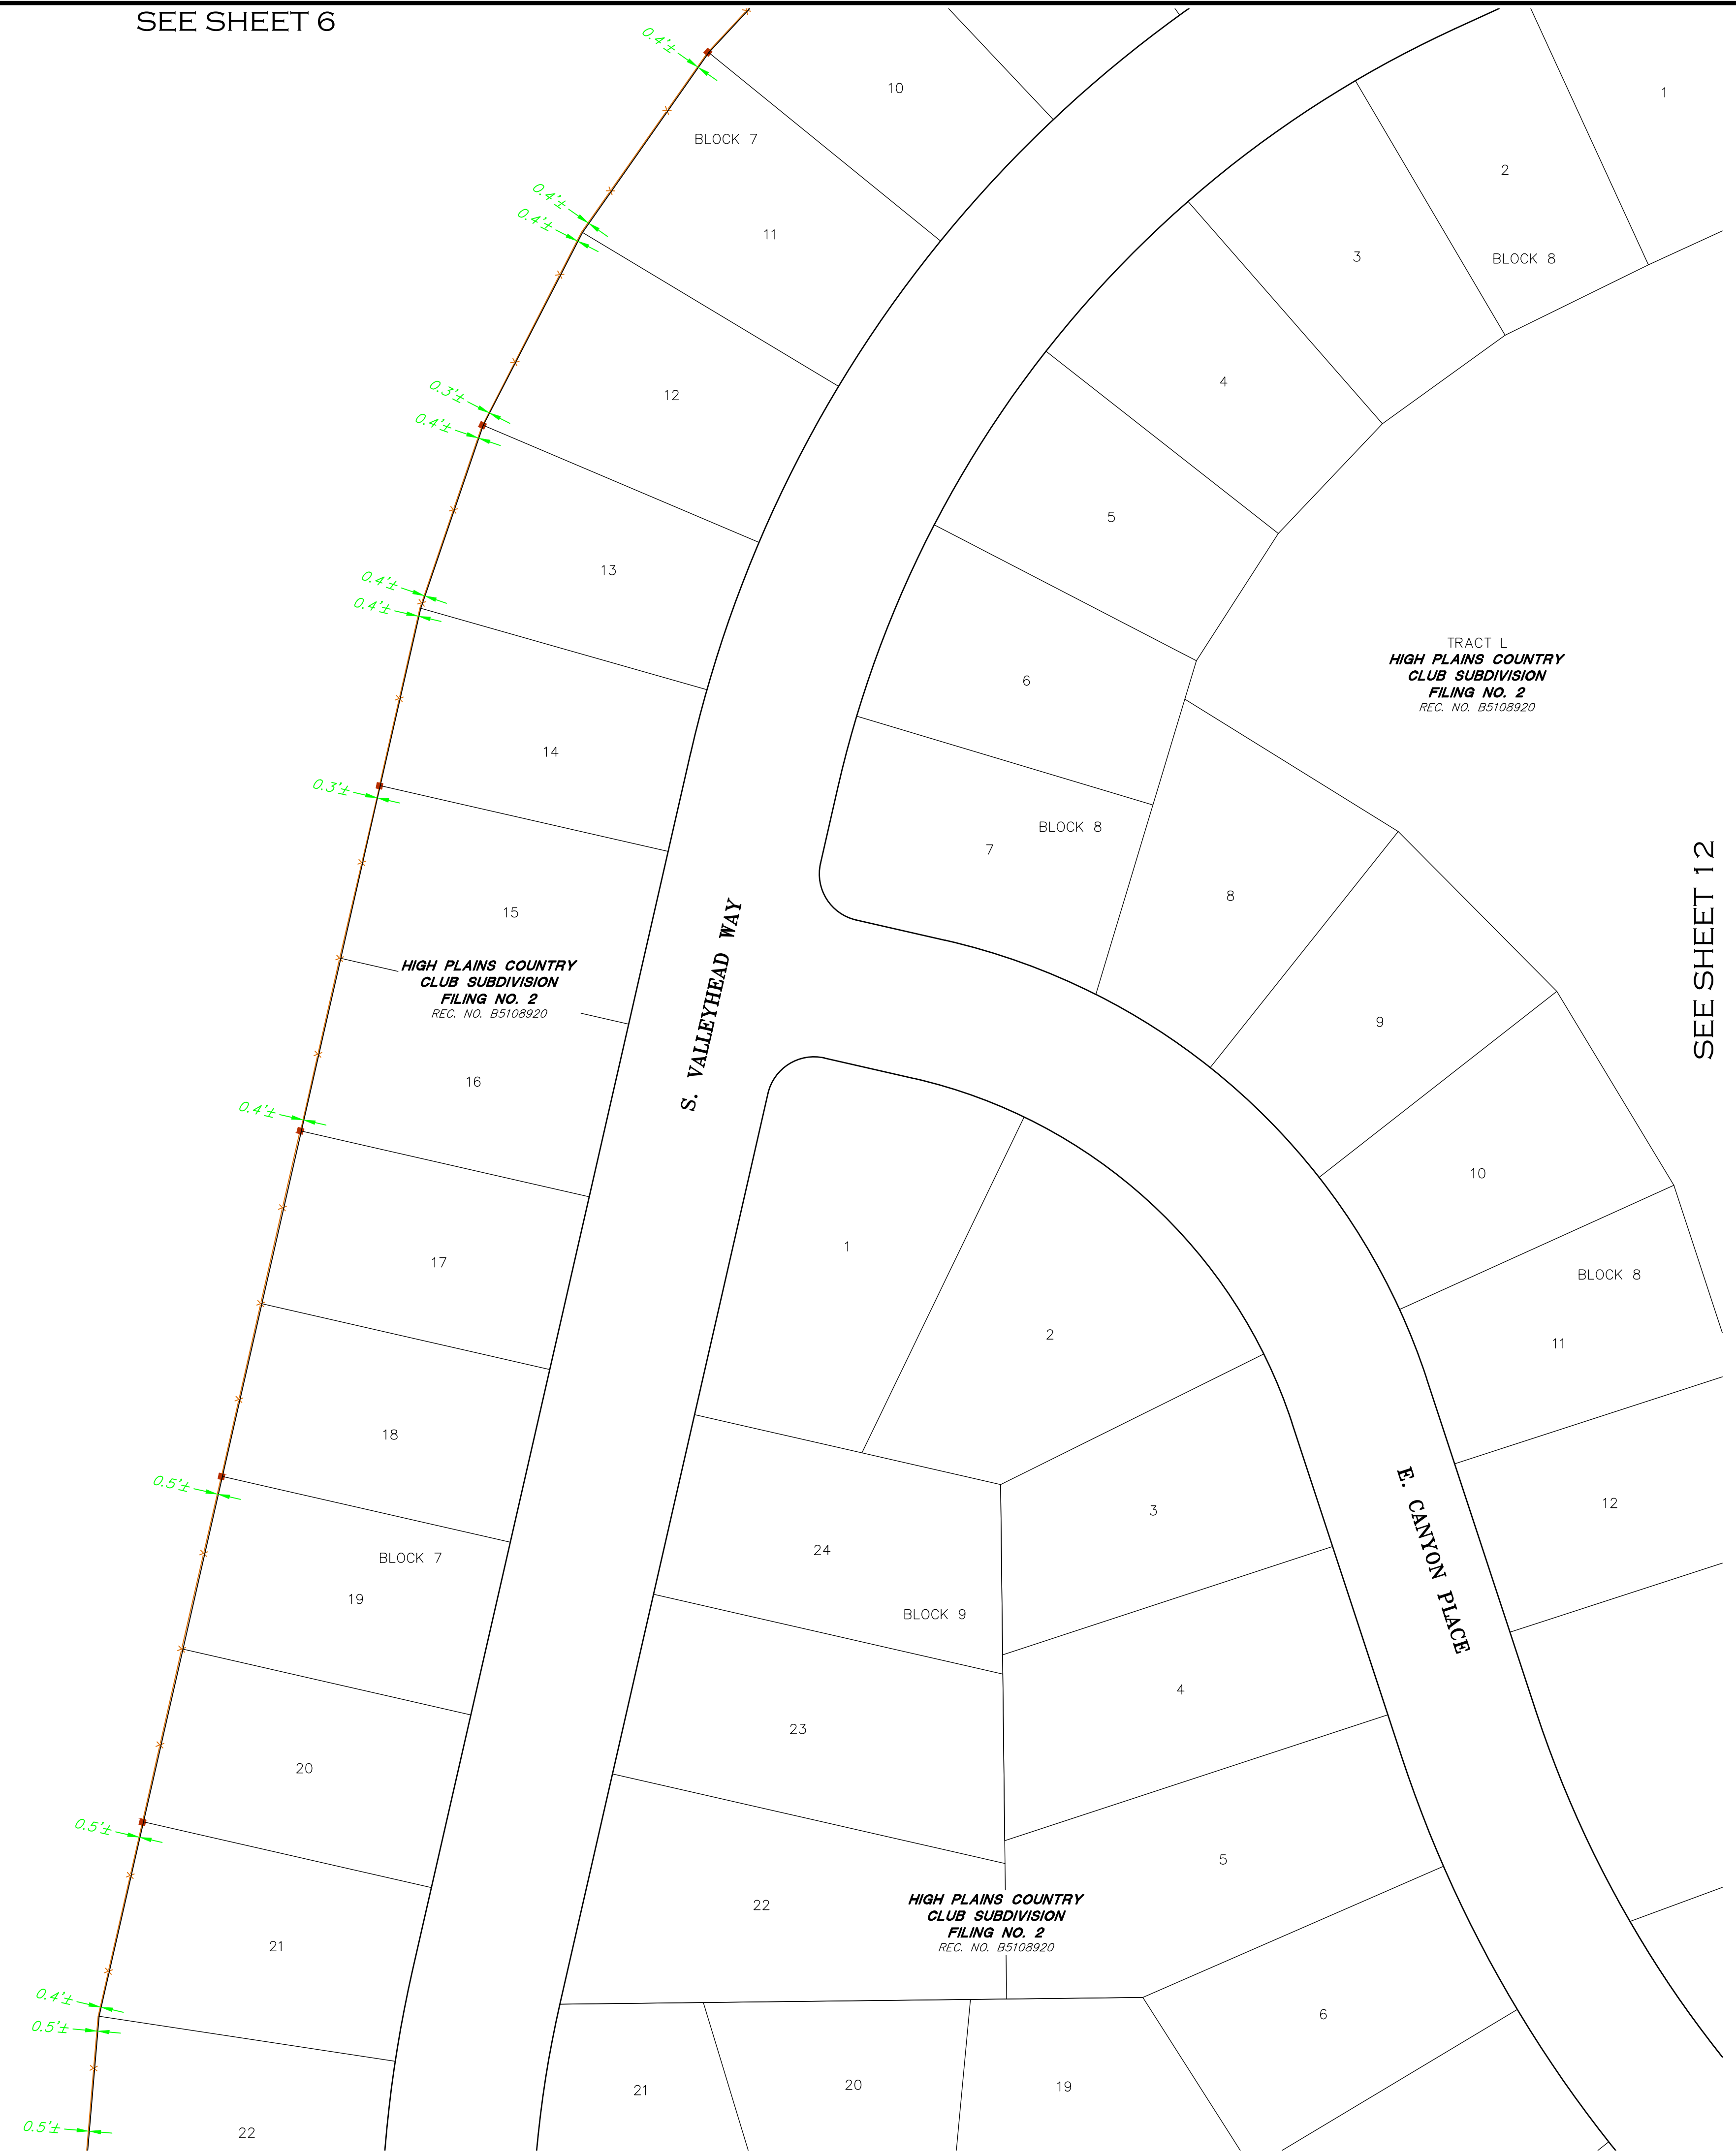 SEE SHEET 6
0.4'±
10
1
BLOCK 7
2
0.4'±
0.4'±
11
3
BLOCK 8
0.3'±
12
4
0.4'±
5
13
0.4'±
0.4'±
TRACT L
HIGH PLAINS COUNTRY
CLUB SUBDIVISION
FILING NO. 2
REC. NO. B5108920
6
14
0.3'±
BLOCK 8
7
8
15
SEE SHEET 12
S. VALLEYHEAD WAY
HIGH PLAINS COUNTRY
CLUB SUBDIVISION
FILING NO. 2
REC. NO. B5108920
9
16
0.4'±
10
1
17
BLOCK 8
2
11
18
0.5'±
3
12
E. CANYON PLACE
24
BLOCK 7
19
BLOCK 9
4
23
20
0.5'±
5
22
HIGH PLAINS COUNTRY
CLUB SUBDIVISION
FILING NO. 2
REC. NO. B5108920
21
0.4'±
0.5'±
6
21
20
19
0.5'±
22